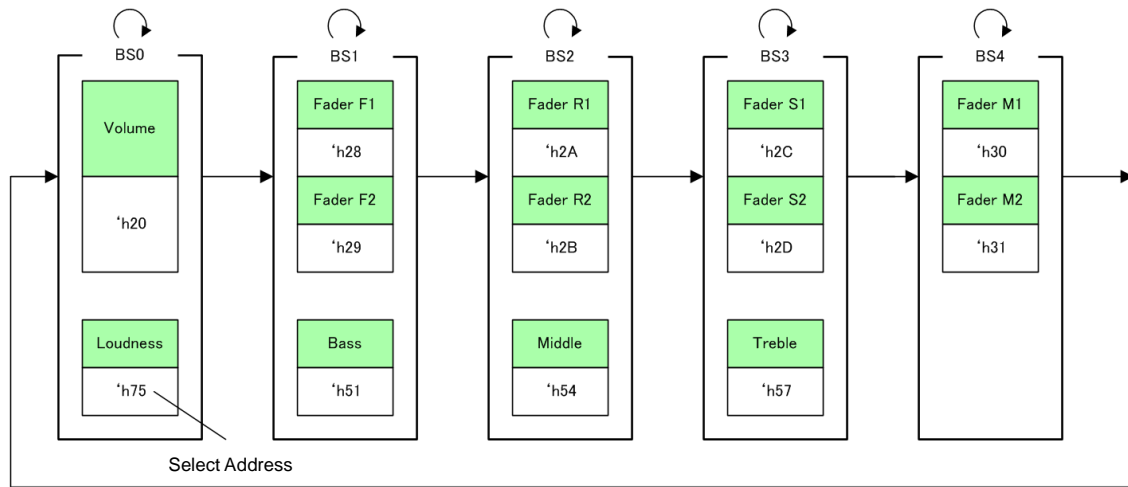 BS0
Volume
‘h20
Loudness
‘h75
BS1
Fader F1
‘h28
Fader F2
‘h29
Bass
‘h51
BS2
Fader R1
‘h2A
Fader R2
‘h2B
Middle
‘h54
BS3
Fader S1
‘h2C
Fader S2
‘h2D
Treble
‘h57
BS4
Fader M1
‘h30
Fader M2
‘h31
Select Address